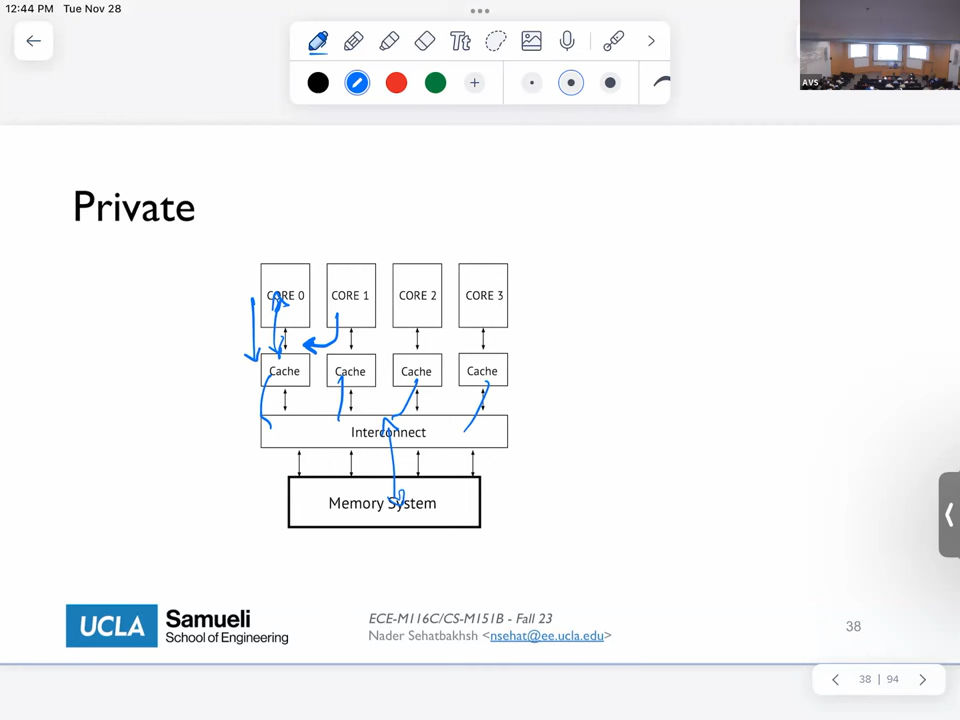 12:44 PM Tue Nov 28
Tt
AVS
Private
CORE 0 CORE 1 CORE 2 CORE 3
Cache Cache Cache Cache
Interconnect
Memory System
UCLA Samueli
School of Engineering
ECE-M116C/CS-M151B - Fall 23
Nader Sehatbakhsh <nsehat@ee.ucla.edu>
38
38 | 94